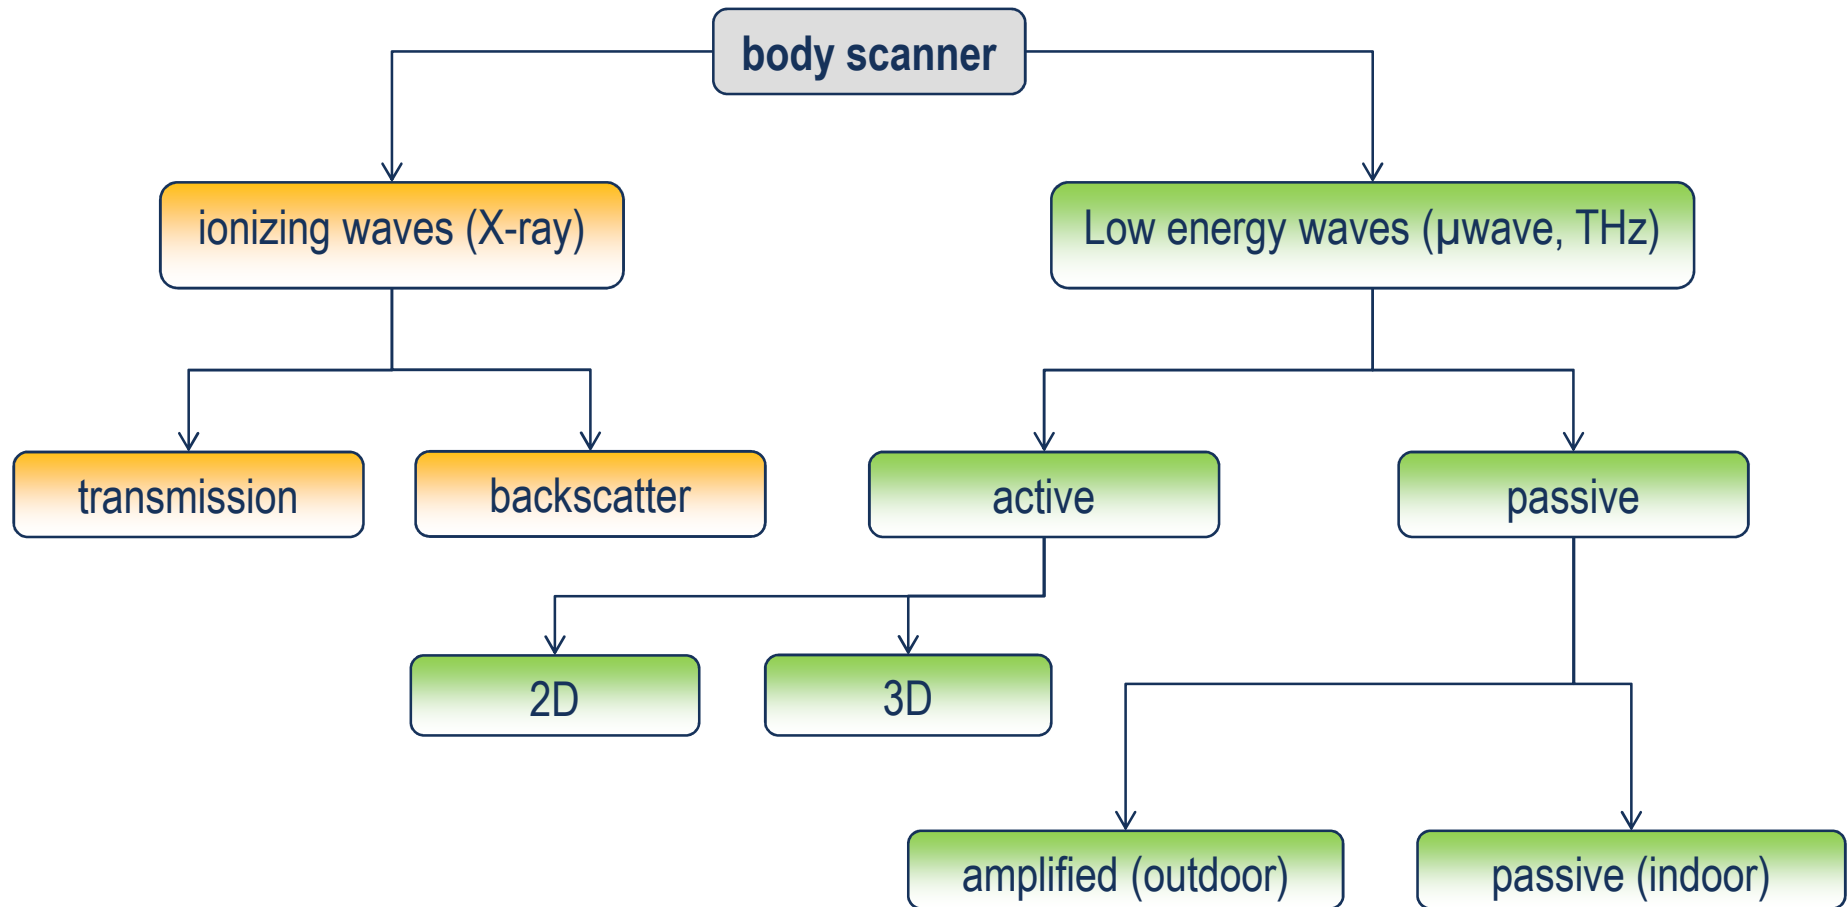 body scanner
ionizing waves (X-ray)
Low energy waves (µwave, THz)
transmission
backscatter
active
passive
2D
3D
amplified (outdoor)
passive (indoor)